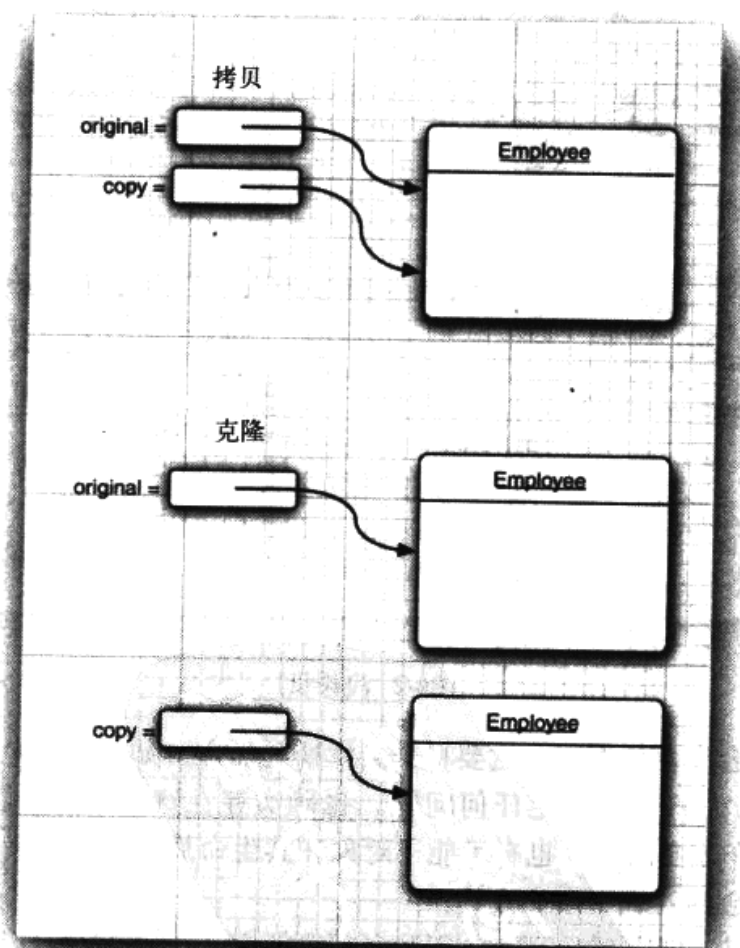 拷贝
original =
Employee
copy =
克隆
original =
Employee
copy =
Employee